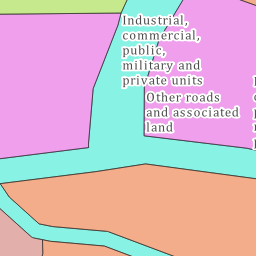 Industrial,
commercial,
public,
military and
private units
Other roads
and associated
land